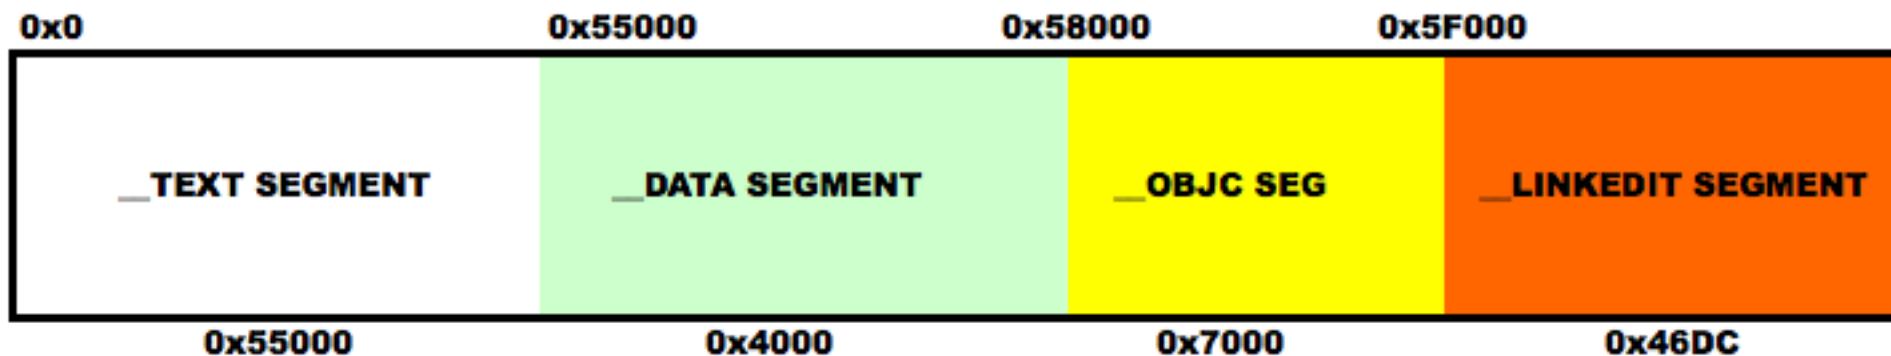 0x0 0x55000 0x58000 0x5F000
__TEXT SEGMENT __DATA SEGMENT __OBJC SEG __LINKEDIT SEGMENT
0x55000 0x4000 0x7000 0x46DC